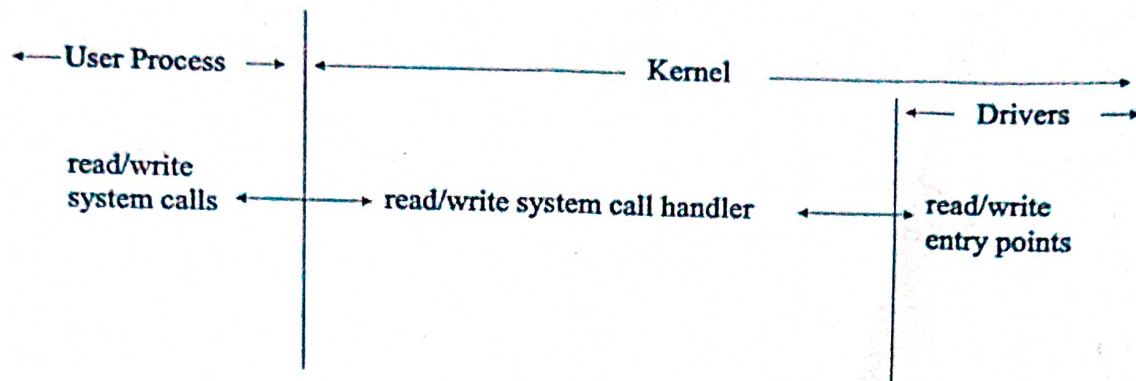 User Process
Kernel
Drivers
read/write
system calls
read/write system call handler
read/write
entry points